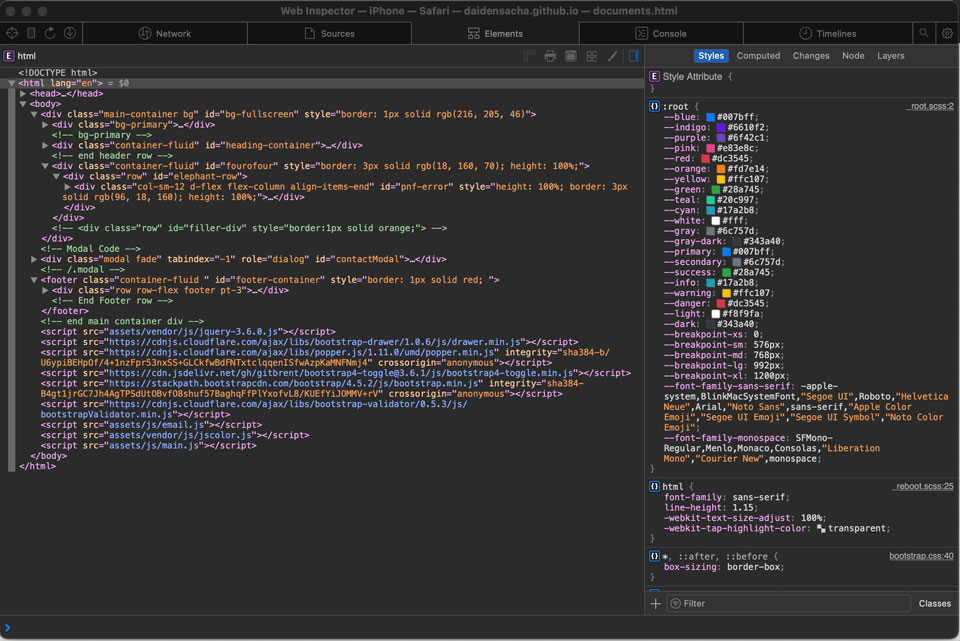 Web Inspector — iPhone — Safari — daidensacha.github.io — documents.html
Network
Sources
Elements
Console
Timelines
E html
Styles Computed Changes Node Layers
<!DOCTYPE html>
<html lang="en"> = $0
<head>…</head>
<body>
<div class="main-container bg" id="bg-fullscreen" style="border: 1px solid rgb(216, 205, 46)">
<div class="bg-primary">…</div>
<!-- bg-primary -->
<div class="container-fluid" id="heading-container">…</div>
<!-- end header row -->
<div class="container-fluid" id="fourofour" style="border: 3px solid rgb(18, 160, 70); height: 100%;">
<div class="row" id="elephant-row">
<div class="col-sm-12 d-flex flex-column align-items-end" id="pnf-error" style="height: 100%; border: 3px
solid rgb(96, 18, 160); height: 100%;">…</div>
</div>
</div>
<!-- <div class="row" id="filler-div" style="border:1px solid orange;"> -->
</div>
<!-- Modal Code -->
<div class="modal fade" tabindex="-1" role="dialog" id="contactModal">…</div>
<!-- /.modal -->
<footer class="container-fluid " id="footer-container" style="border: 1px solid red; ">
<div class="row row-flex footer pt-3">…</div>
<!-- End Footer row -->
</footer>
<!-- end main container div -->
<script src="assets/vendor/js/jquery-3.6.0.js"></script>
<script src="https://cdnjs.cloudflare.com/ajax/libs/bootstrap-drawer/1.0.6/js/drawer.min.js"></script>
<script src="https://cdnjs.cloudflare.com/ajax/libs/popper.js/1.11.0/umd/popper.min.js" integrity="sha384-b/
U6ypiBEHpOf/4+1nzFpr53nxSS+GLCkfwBdFNTxtclqqenISfwAzpKaMNFNmj4" crossorigin="anonymous"></script>
<script src="https://cdn.jsdelivr.net/gh/gitbrent/bootstrap4-toggle@3.6.1/js/bootstrap4-toggle.min.js"></script>
<script src="https://stackpath.bootstrapcdn.com/bootstrap/4.5.2/js/bootstrap.min.js" integrity="sha384-
B4gt1jrGC7Jh4AgTPSdUtOBvfO8shuf57BaghqFfPlYxofvL8/KUEfYiJOMMV+rV" crossorigin="anonymous"></script>
<script src="https://cdnjs.cloudflare.com/ajax/libs/bootstrap-validator/0.5.3/js/
bootstrapValidator.min.js"></script>
<script src="assets/js/email.js"></script>
<script src="assets/vendor/js/jscolor.js"></script>
<script src="assets/js/main.js"></script>
</body>
</html>
E Style Attribute {
}
:root { _root.scss:2
--blue: #007bff;
--indigo: #6610f2;
--purple: #6f42c1;
--pink: #e83e8c;
--red: #dc3545;
--orange: #fd7e14;
--yellow: #ffc107;
--green: #28a745;
--teal: #20c997;
--cyan: #17a2b8;
--white: #fff;
--gray: #6c757d;
--gray-dark: #343a40;
--primary: #007bff;
--secondary: #6c757d;
--success: #28a745;
--info: #17a2b8;
--warning: #ffc107;
--danger: #dc3545;
--light: #f8f9fa;
--dark: #343a40;
--breakpoint-xs: 0;
--breakpoint-sm: 576px;
--breakpoint-md: 768px;
--breakpoint-lg: 992px;
--breakpoint-xl: 1200px;
--font-family-sans-serif: -apple-
system,BlinkMacSystemFont,"Segoe UI",Roboto,"Helvetica
Neue",Arial,"Noto Sans",sans-serif,"Apple Color
Emoji","Segoe UI Emoji","Segoe UI Symbol","Noto Color
Emoji";
--font-family-monospace: SFMono-
Regular,Menlo,Monaco,Consolas,"Liberation
Mono","Courier New",monospace;
}
html { _reboot.scss:25
font-family: sans-serif;
line-height: 1.15;
-webkit-text-size-adjust: 100%;
-webkit-tap-highlight-color: transparent;
}
*, ::after, ::before { bootstrap.css:40
box-sizing: border-box;
}
+ Filter Classes